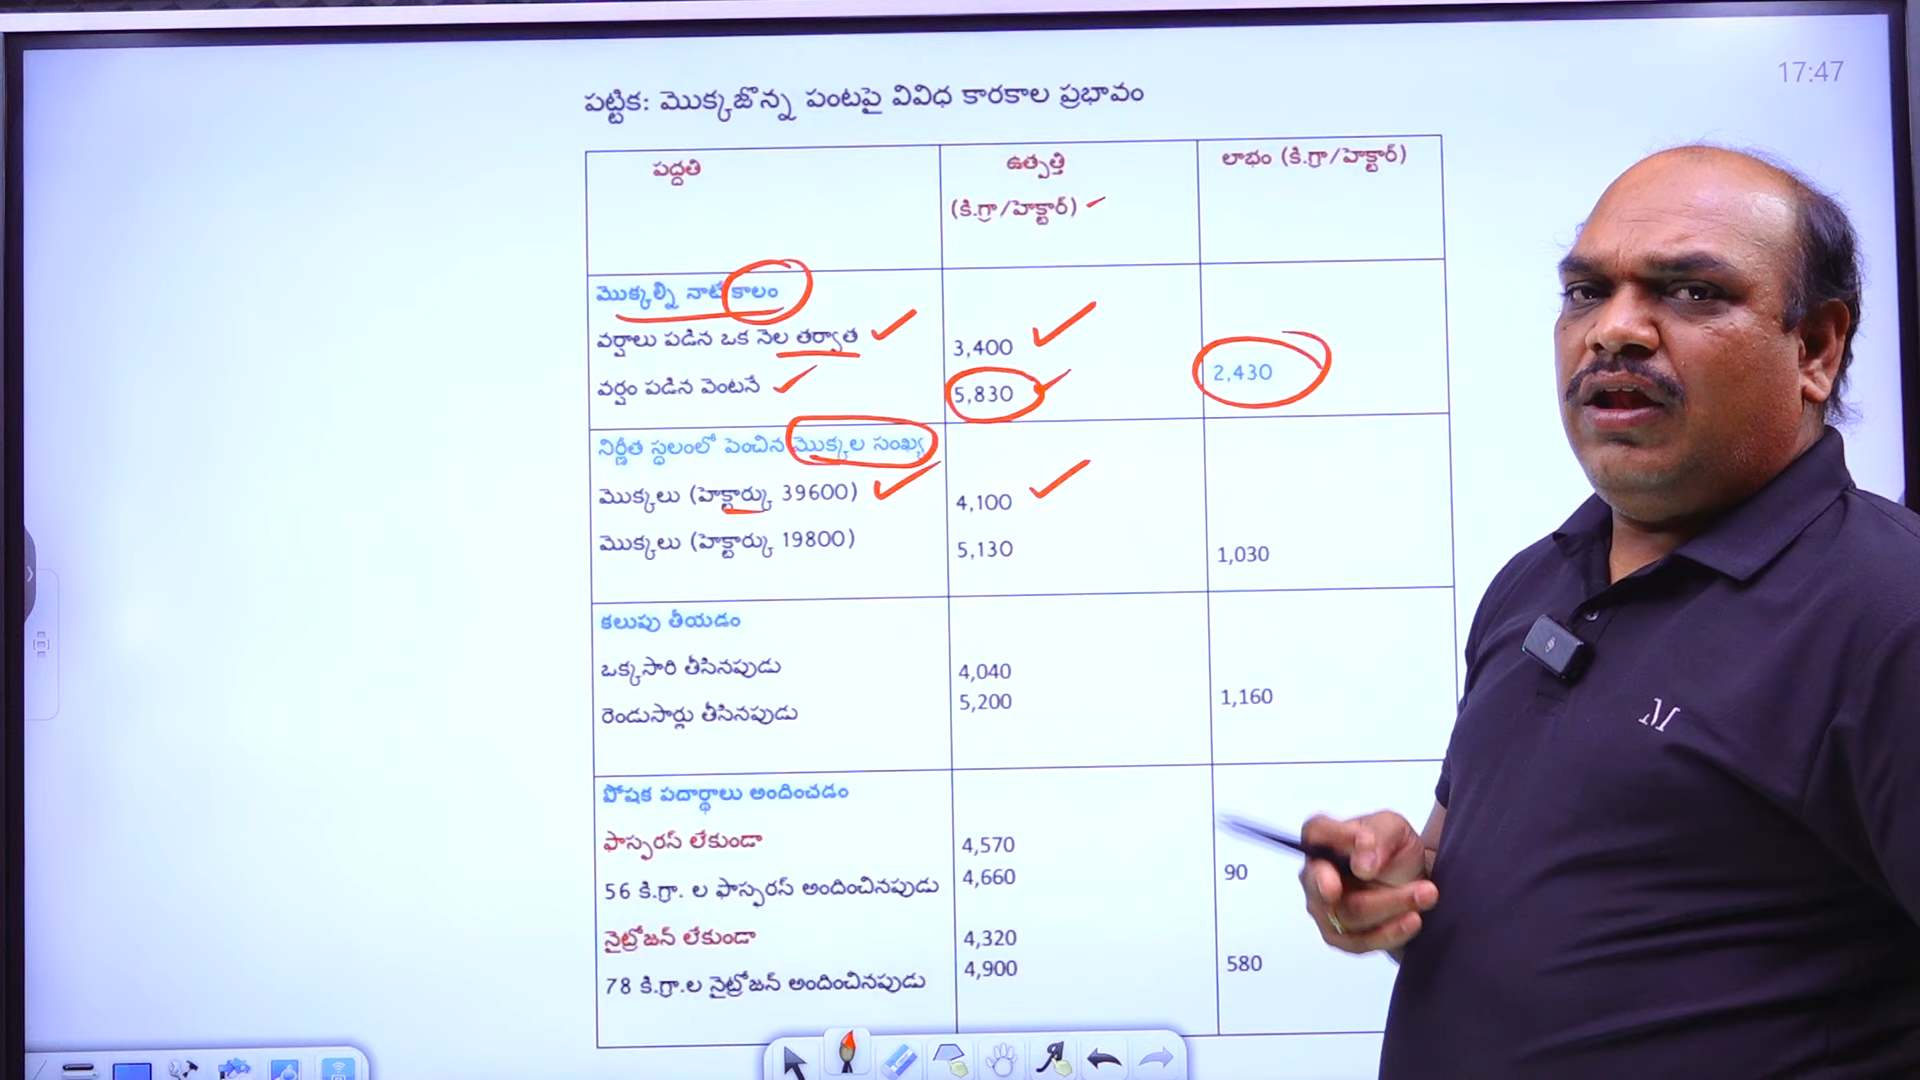 17:47
పట్టిక: మొక్కజొన్న పంటపై వివిధ కారకాల ప్రభావం
పద్దతి
ఉత్పత్తి
(కి.గ్రా/హెక్టార్)
లాభం (కి.గ్రా/హెక్టార్)
మొక్కల్ని నాటే కాలం
వర్షాలు పడిన ఒక నెల తర్వాత
3,400
వర్షం పడిన వెంటనే
5,830
2,430
నిర్ణీత స్థలంలో పెంచిన మొక్కల సంఖ్య
మొక్కలు (హెక్టార్కు 39600)
4,100
మొక్కలు (హెక్టార్కు 19800)
5,130
1,030
కలుపు తీయడం
ఒక్కసారి తీసినపుడు
4,040
రెండుసార్లు తీసినపుడు
5,200
1,160
పోషక పదార్థాలు అందించడం
ఫాస్ఫరస్ లేకుండా
4,570
56 కి.గ్రా. ల ఫాస్ఫరస్ అందించినపుడు
4,660
90
నైట్రోజన్ లేకుండా
4,320
78 కి.గ్రా.ల నైట్రోజన్ అందించినపుడు
4,900
580
M